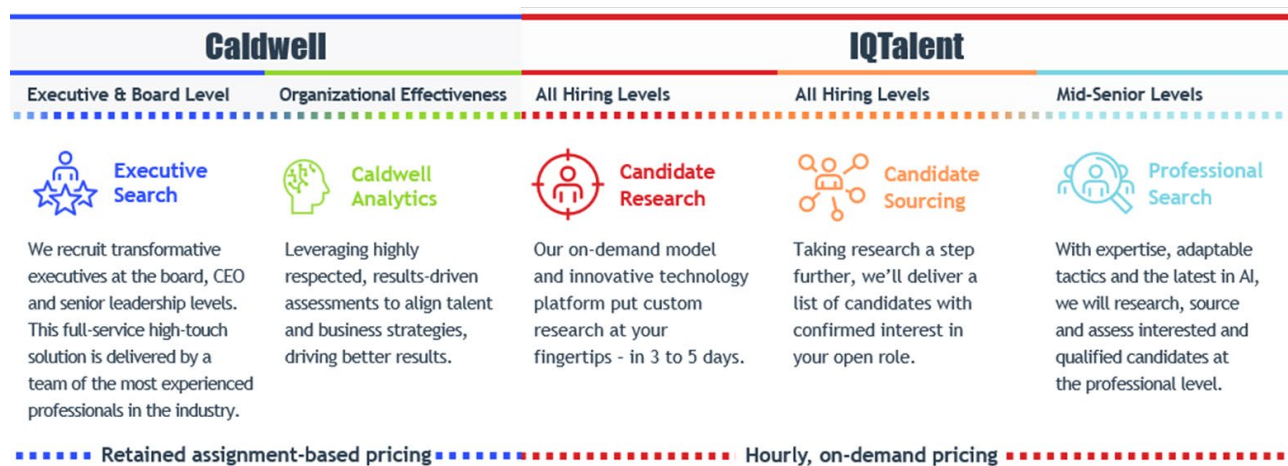 Caldwell
IQTalent
Executive & Board Level
Organizational Effectiveness
All Hiring Levels
All Hiring Levels
Mid-Senior Levels
Executive
Search
We recruit transformative
executives at the board, CEO
and senior leadership levels.
This full-service high-touch
solution is delivered by a
team of the most experienced
professionals in the industry.
Caldwell
Analytics
Leveraging highly
respected, results-driven
assessments to align talent
and business strategies,
driving better results.
Candidate
Research
Our on-demand model
and innovative technology
platform put custom
research at your
fingertips - in 3 to 5 days.
Candidate
Sourcing
Taking research a step
further, we’ll deliver a
list of candidates with
confirmed interest in
your open role.
Professional
Search
With expertise, adaptable
tactics and the latest in AI,
we will research, source
and assess interested and
qualified candidates at
the professional level.
Retained assignment-based pricing
Hourly, on-demand pricing